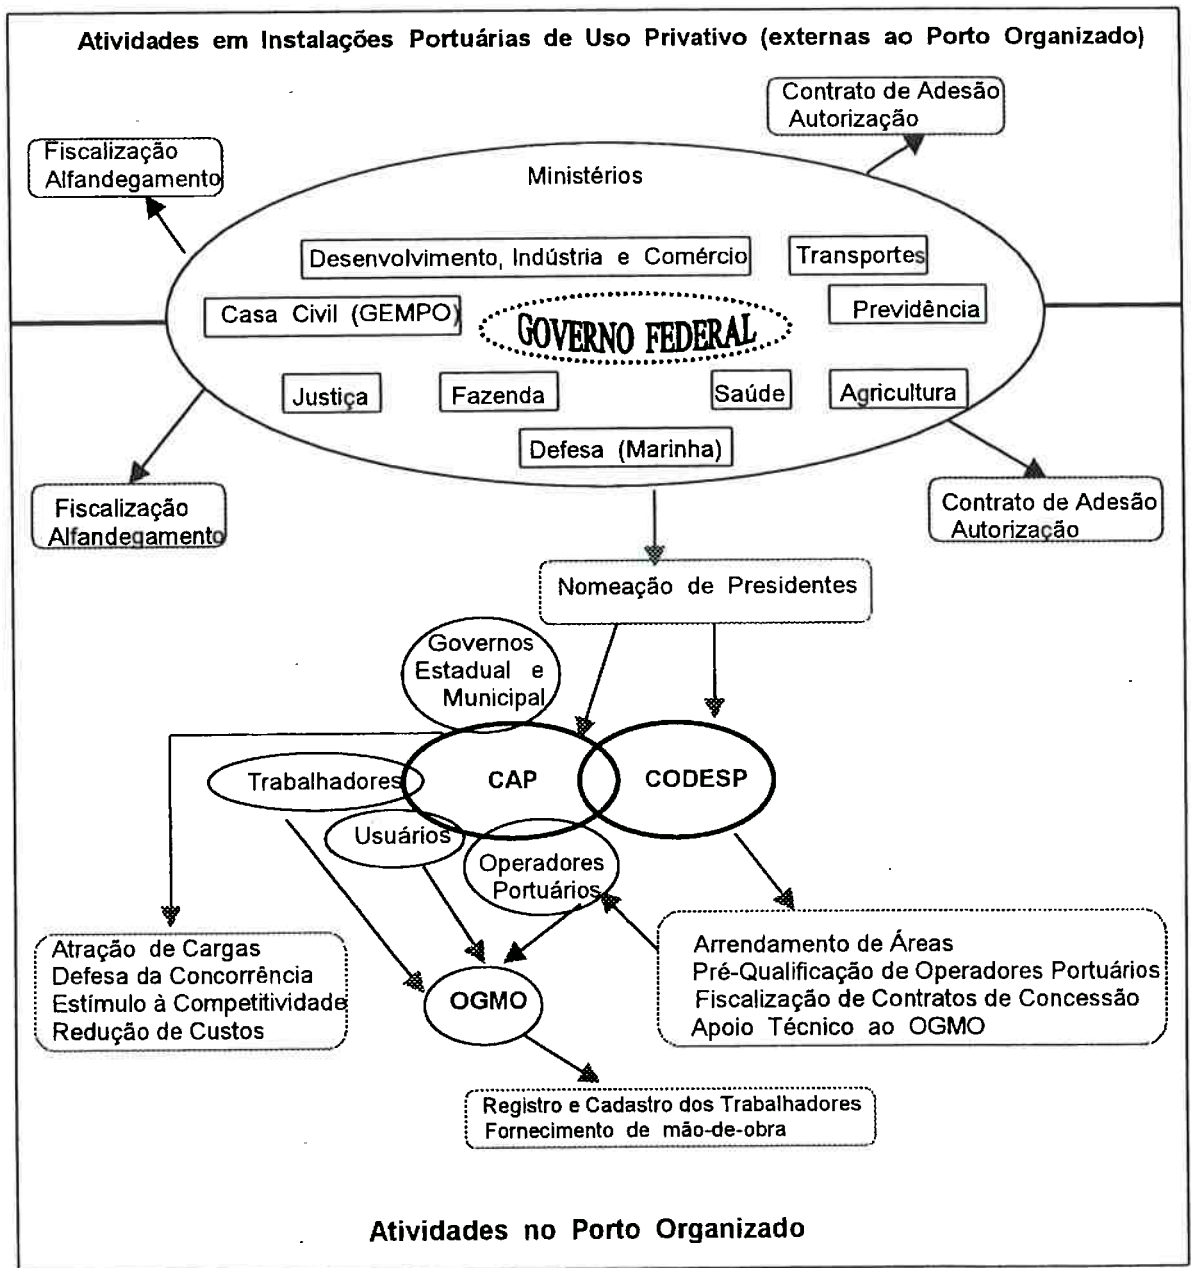 Atividades em Instalações Portuárias de Uso Privativo (externas ao Porto Organizado)
Contrato de Adesão
Autorização
Fiscalização
Alfandegamento
Ministérios
Desenvolvimento, Indústria e Comércio
Transportes
Casa Civil (GEMPO)
GOVERNO FEDERAL
Previdência
Justiça
Fazenda
Saúde
Agricultura
Defesa (Marinha)
Fiscalização
Alfandegamento
Contrato de Adesão
Autorização
Nomeação de Presidentes
Governos
Estadual e
Municipal
Trabalhadores
CAP
CODESP
Usuários
Operadores
Portuários
Atração de Cargas
Defesa da Concorrência
Estímulo à Competitividade
Redução de Custos
OGMO
Arrendamento de Áreas
Pré-Qualificação de Operadores Portuários
Fiscalização de Contratos de Concessão
Apoio Técnico ao OGMO
Registro e Cadastro dos Trabalhadores
Fornecimento de mão-de-obra
Atividades no Porto Organizado